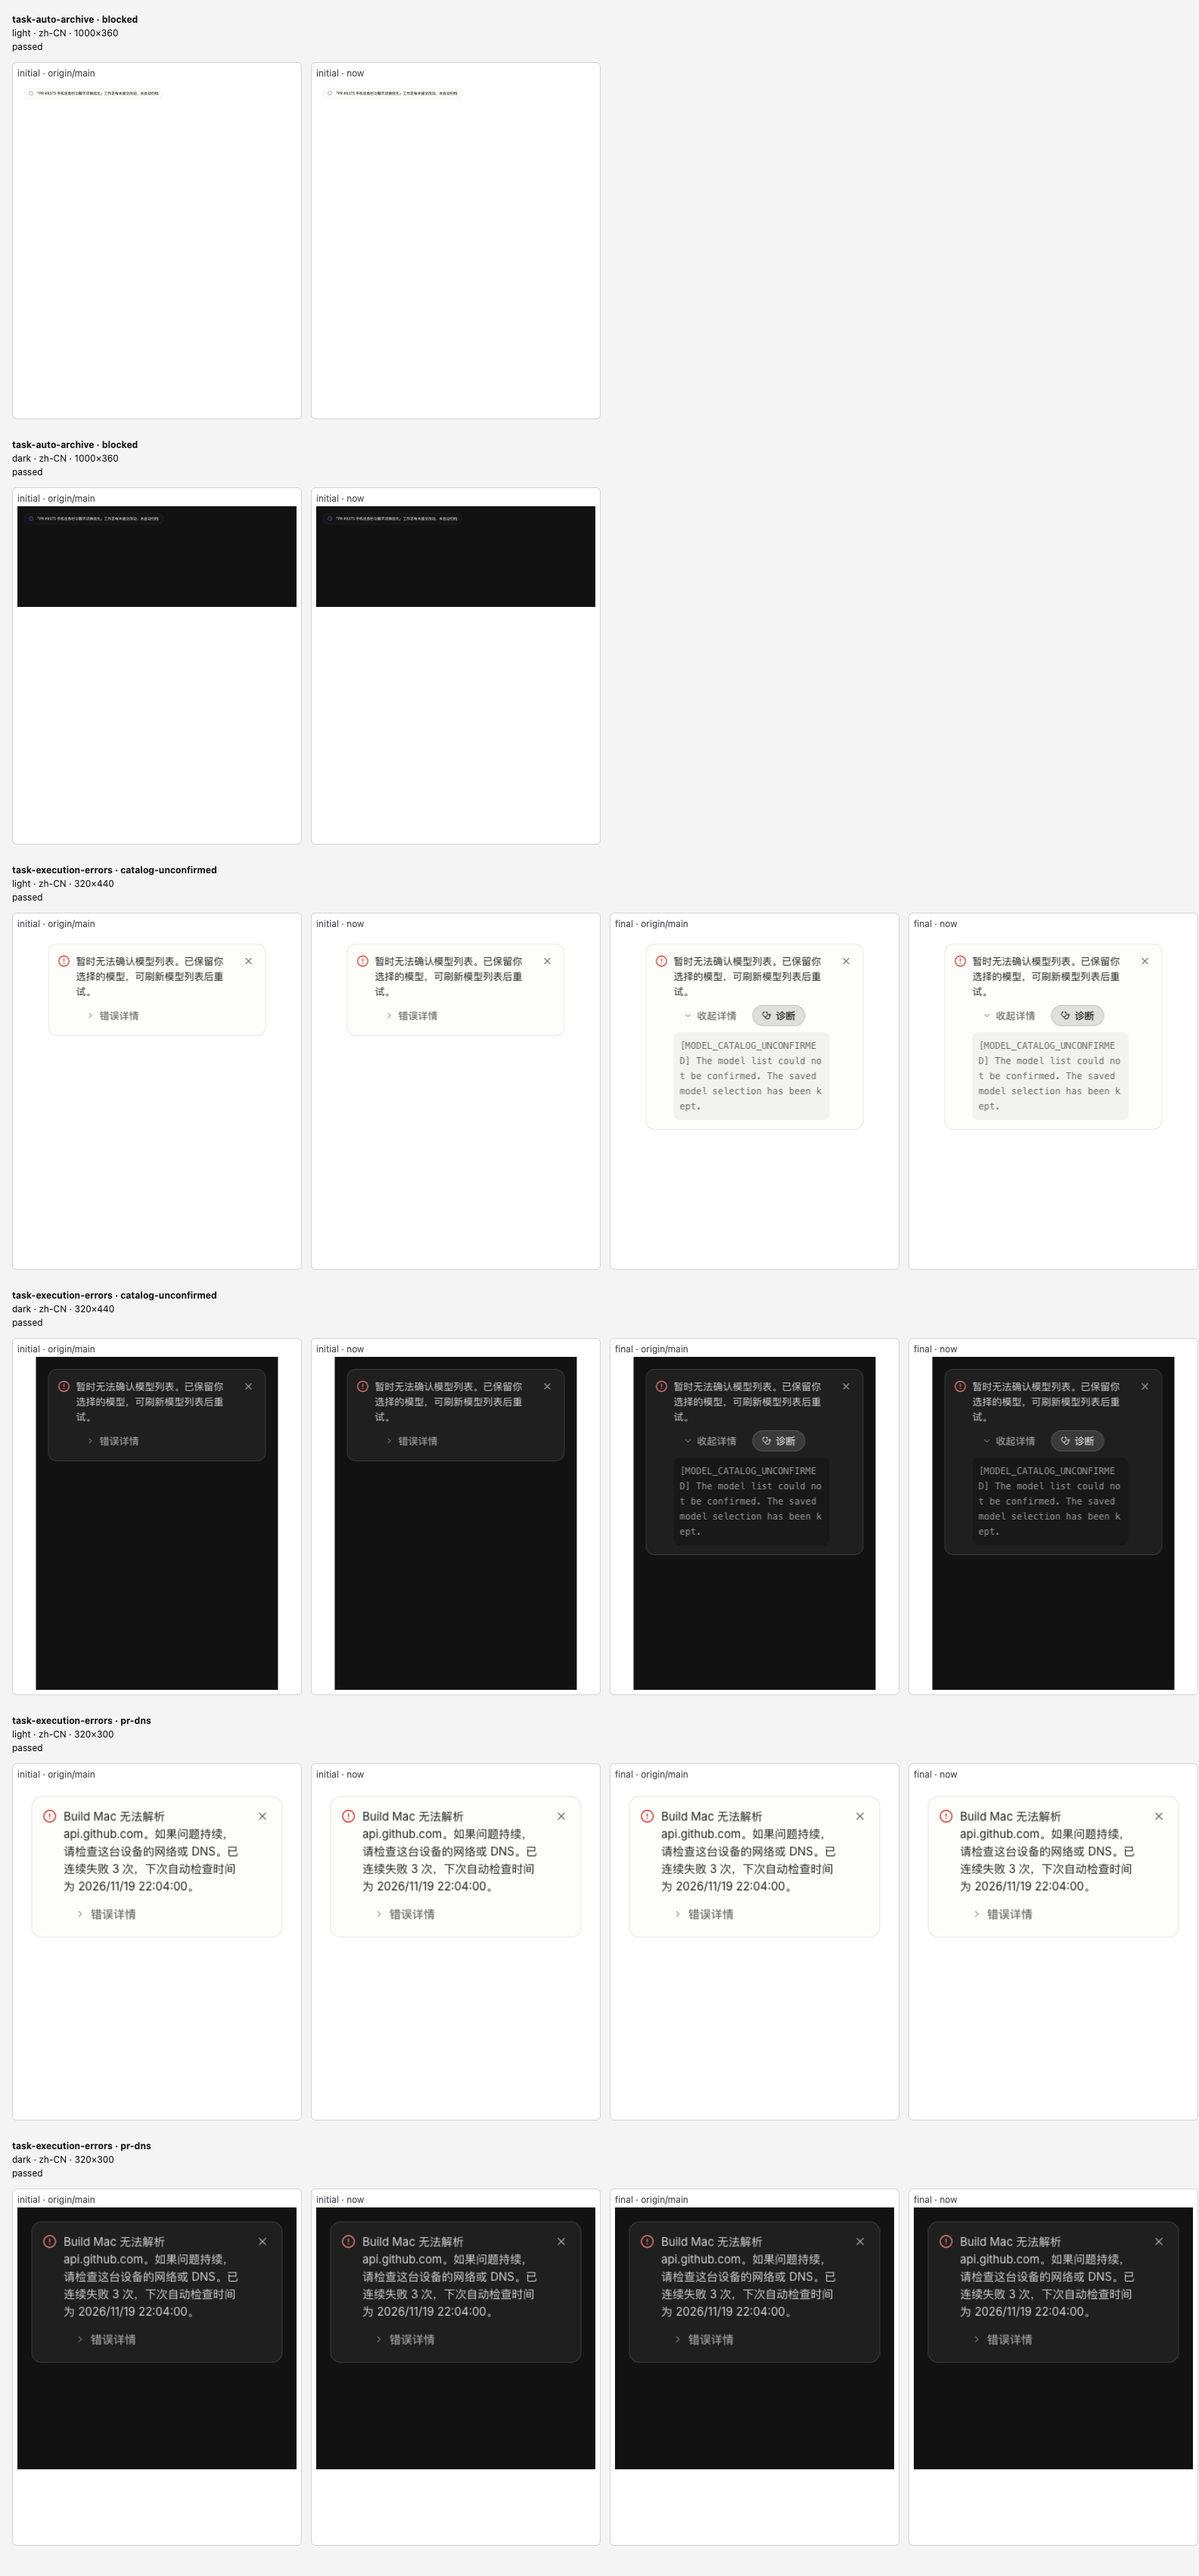 task-auto-archive · blocked
light · zh-CN · 1000×360
passed
initial · origin/main
initial · now
task-auto-archive · blocked
dark · zh-CN · 1000×360
passed
initial · origin/main
initial · now
task-execution-errors · catalog-unconfirmed
light · zh-CN · 320×440
passed
initial · origin/main
暂时无法确认模型列表。已保留你
选择的模型，可刷新模型列表后重
试。
错误详情
initial · now
暂时无法确认模型列表。已保留你
选择的模型，可刷新模型列表后重
试。
错误详情
final · origin/main
暂时无法确认模型列表。已保留你
选择的模型，可刷新模型列表后重
试。
收起详情 诊断
[MODEL_CATALOG_UNCONFIRME
D] The model list could no
t be confirmed. The saved
model selection has been k
ept.
final · now
暂时无法确认模型列表。已保留你
选择的模型，可刷新模型列表后重
试。
收起详情 诊断
[MODEL_CATALOG_UNCONFIRME
D] The model list could no
t be confirmed. The saved
model selection has been k
ept.
task-execution-errors · catalog-unconfirmed
dark · zh-CN · 320×440
passed
initial · origin/main
暂时无法确认模型列表。已保留你
选择的模型，可刷新模型列表后重
试。
错误详情
initial · now
暂时无法确认模型列表。已保留你
选择的模型，可刷新模型列表后重
试。
错误详情
final · origin/main
暂时无法确认模型列表。已保留你
选择的模型，可刷新模型列表后重
试。
收起详情 诊断
[MODEL_CATALOG_UNCONFIRME
D] The model list could no
t be confirmed. The saved
model selection has been k
ept.
final · now
暂时无法确认模型列表。已保留你
选择的模型，可刷新模型列表后重
试。
收起详情 诊断
[MODEL_CATALOG_UNCONFIRME
D] The model list could no
t be confirmed. The saved
model selection has been k
ept.
task-execution-errors · pr-dns
light · zh-CN · 320×300
passed
initial · origin/main
Build Mac 无法解析
api.github.com。如果问题持续，
请检查这台设备的网络或 DNS。已
连续失败 3 次，下次自动检查时间
为 2026/11/19 22:04:00。
错误详情
initial · now
Build Mac 无法解析
api.github.com。如果问题持续，
请检查这台设备的网络或 DNS。已
连续失败 3 次，下次自动检查时间
为 2026/11/19 22:04:00。
错误详情
final · origin/main
Build Mac 无法解析
api.github.com。如果问题持续，
请检查这台设备的网络或 DNS。已
连续失败 3 次，下次自动检查时间
为 2026/11/19 22:04:00。
错误详情
final · now
Build Mac 无法解析
api.github.com。如果问题持续，
请检查这台设备的网络或 DNS。已
连续失败 3 次，下次自动检查时间
为 2026/11/19 22:04:00。
错误详情
task-execution-errors · pr-dns
dark · zh-CN · 320×300
passed
initial · origin/main
Build Mac 无法解析
api.github.com。如果问题持续，
请检查这台设备的网络或 DNS。已
连续失败 3 次，下次自动检查时间
为 2026/11/19 22:04:00。
错误详情
initial · now
Build Mac 无法解析
api.github.com。如果问题持续，
请检查这台设备的网络或 DNS。已
连续失败 3 次，下次自动检查时间
为 2026/11/19 22:04:00。
错误详情
final · origin/main
Build Mac 无法解析
api.github.com。如果问题持续，
请检查这台设备的网络或 DNS。已
连续失败 3 次，下次自动检查时间
为 2026/11/19 22:04:00。
错误详情
final · now
Build Mac 无法解析
api.github.com。如果问题持续，
请检查这台设备的网络或 DNS。已
连续失败 3 次，下次自动检查时间
为 2026/11/19 22:04:00。
错误详情